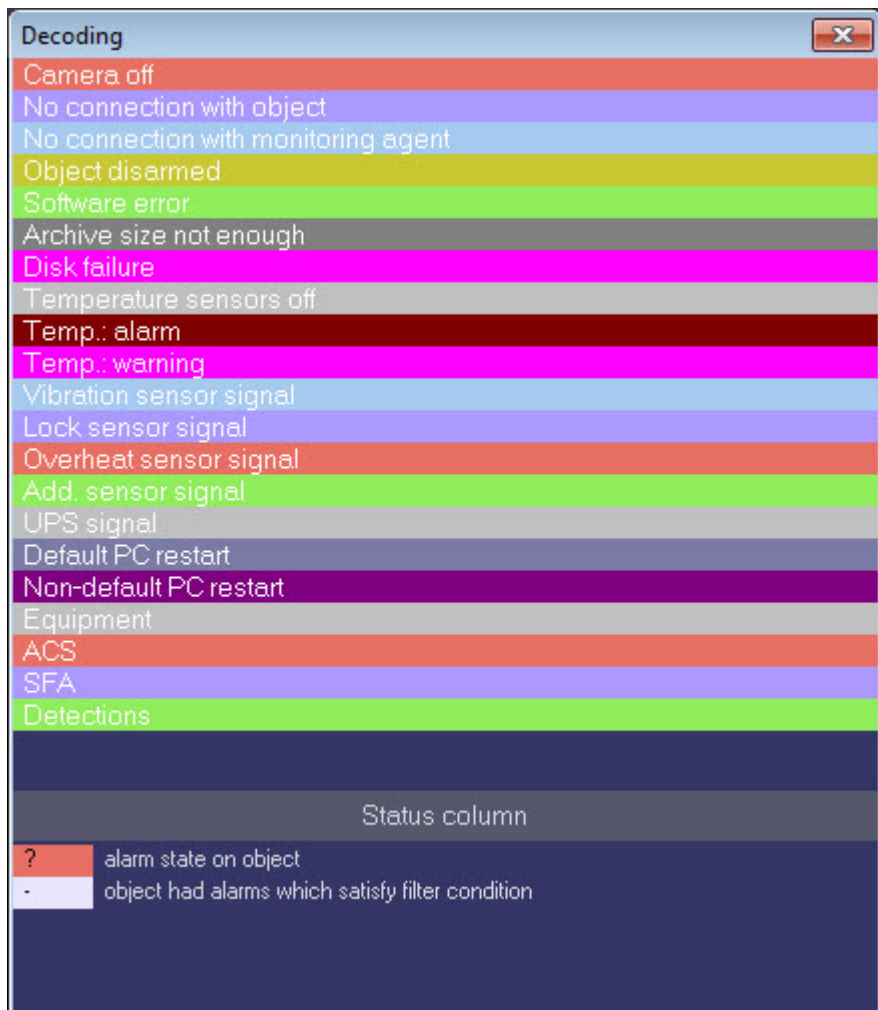 Decoding
Camera off
No connection with object
No connection with monitoring agent
Object disarmed
Software error
Archive size not enough
Disk failure
Temperature sensors off
Temp.: alarm
Temp.: warning
Vibration sensor signal
Lock sensor signal
Overheat sensor signal
Add. sensor signal
UPS signal
Default PC restart
Non-default PC restart
Equipment
ACS
SFA
Detections
Status column
? alarm state on object
- object had alarms which satisfy filter condition